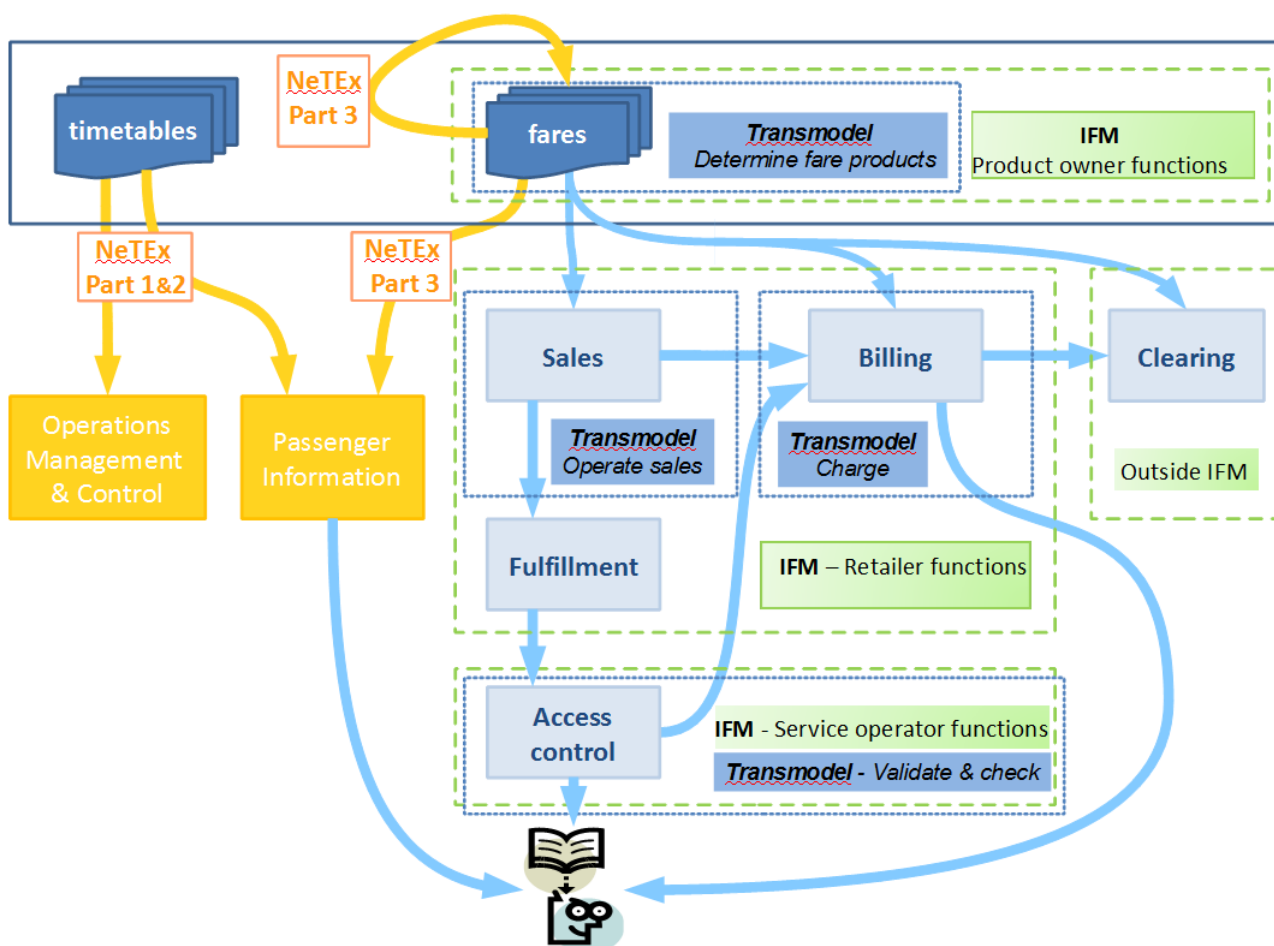 NeTEx
Part 3
timetables
fares
Transmodel
Determine fare products
IFM
Product owner functions
NeTEx
Part 1&2
NeTEx
Part 3
Sales
Billing
Clearing
Operations
Management
& Control
Passenger
Information
Transmodel
Operate sales
Transmodel
Charge
Outside IFM
Fulfillment
IFM – Retailer functions
Access
control
IFM - Service operator functions
Transmodel - Validate & check